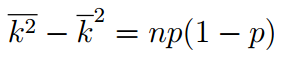 $\overline{k^2} - \overline{k}^2 = np(1-p)$